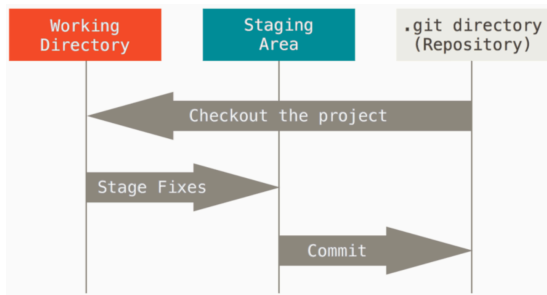 Working
Directory
Staging
Area
.git directory
(Repository)
Checkout the project
Stage Fixes
Commit